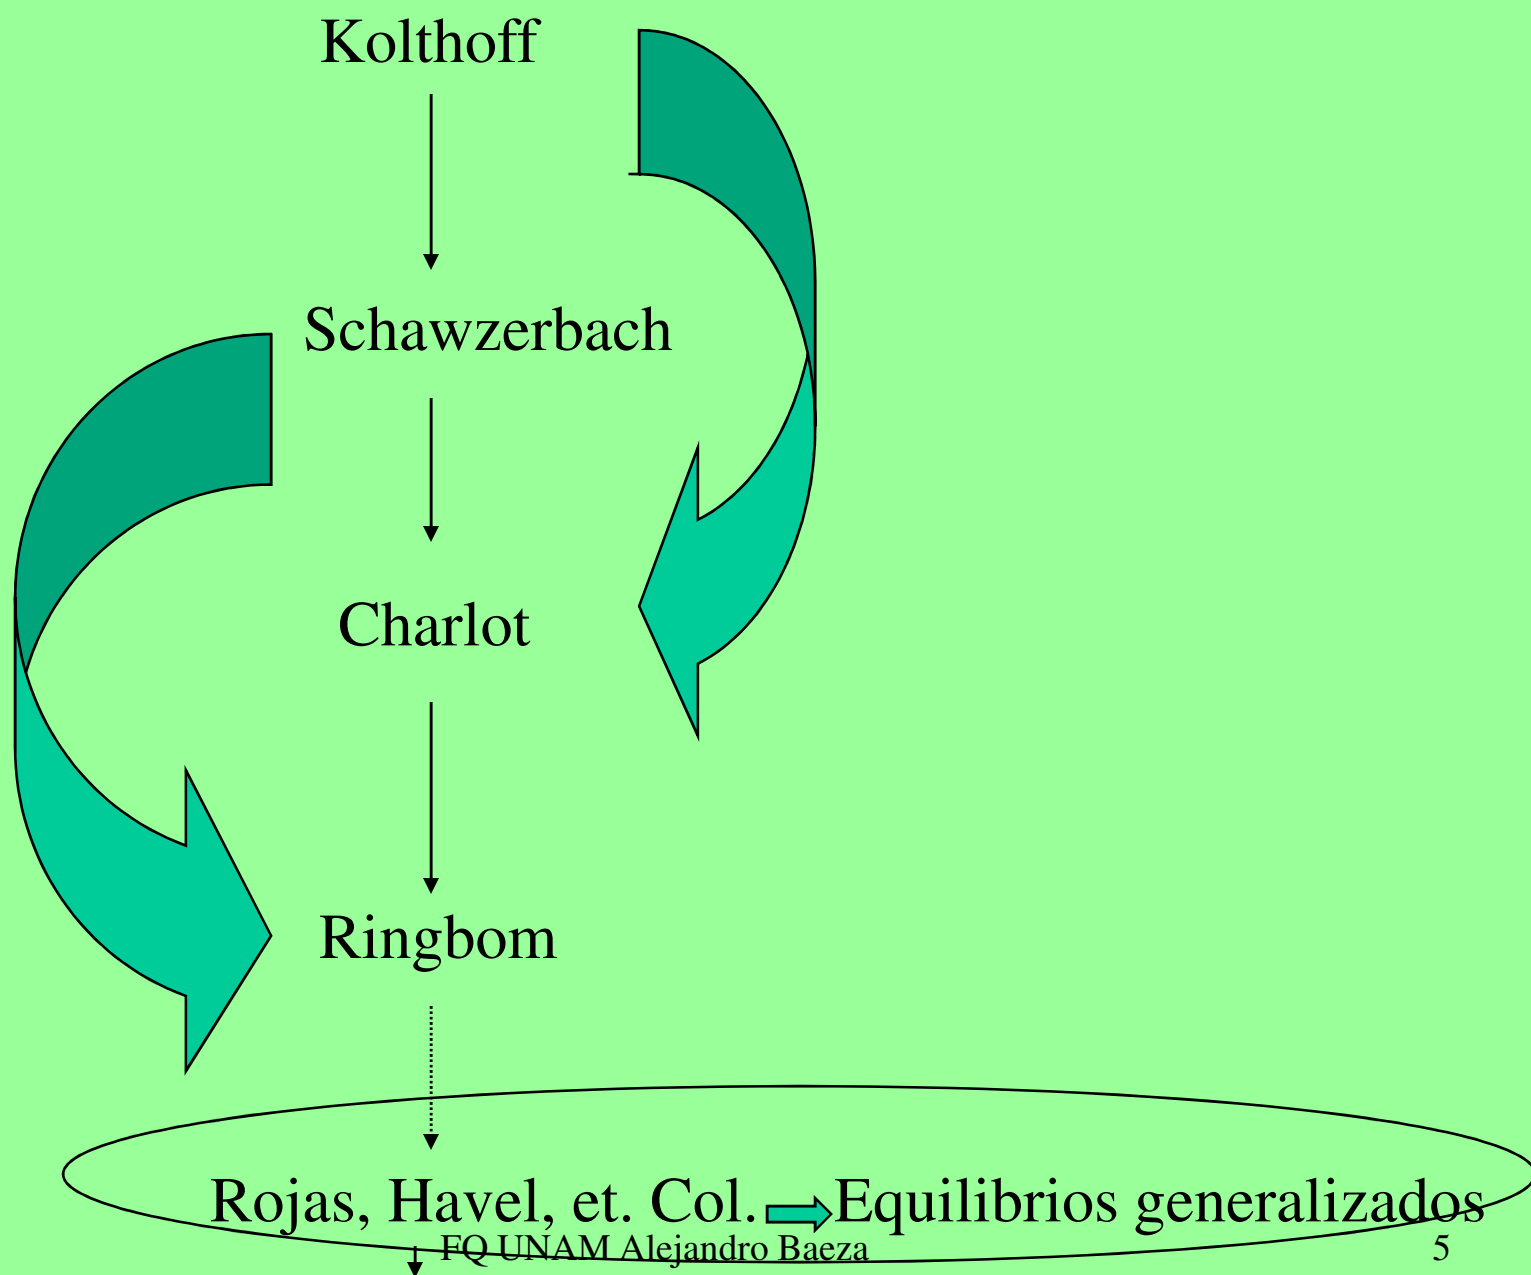 Kolthoff
Schawzerbach
Charlot
Ringbom
Rojas, Havel, et. Col. Equilibrios generalizados
FQ UNAM Alejandro Baeza 5